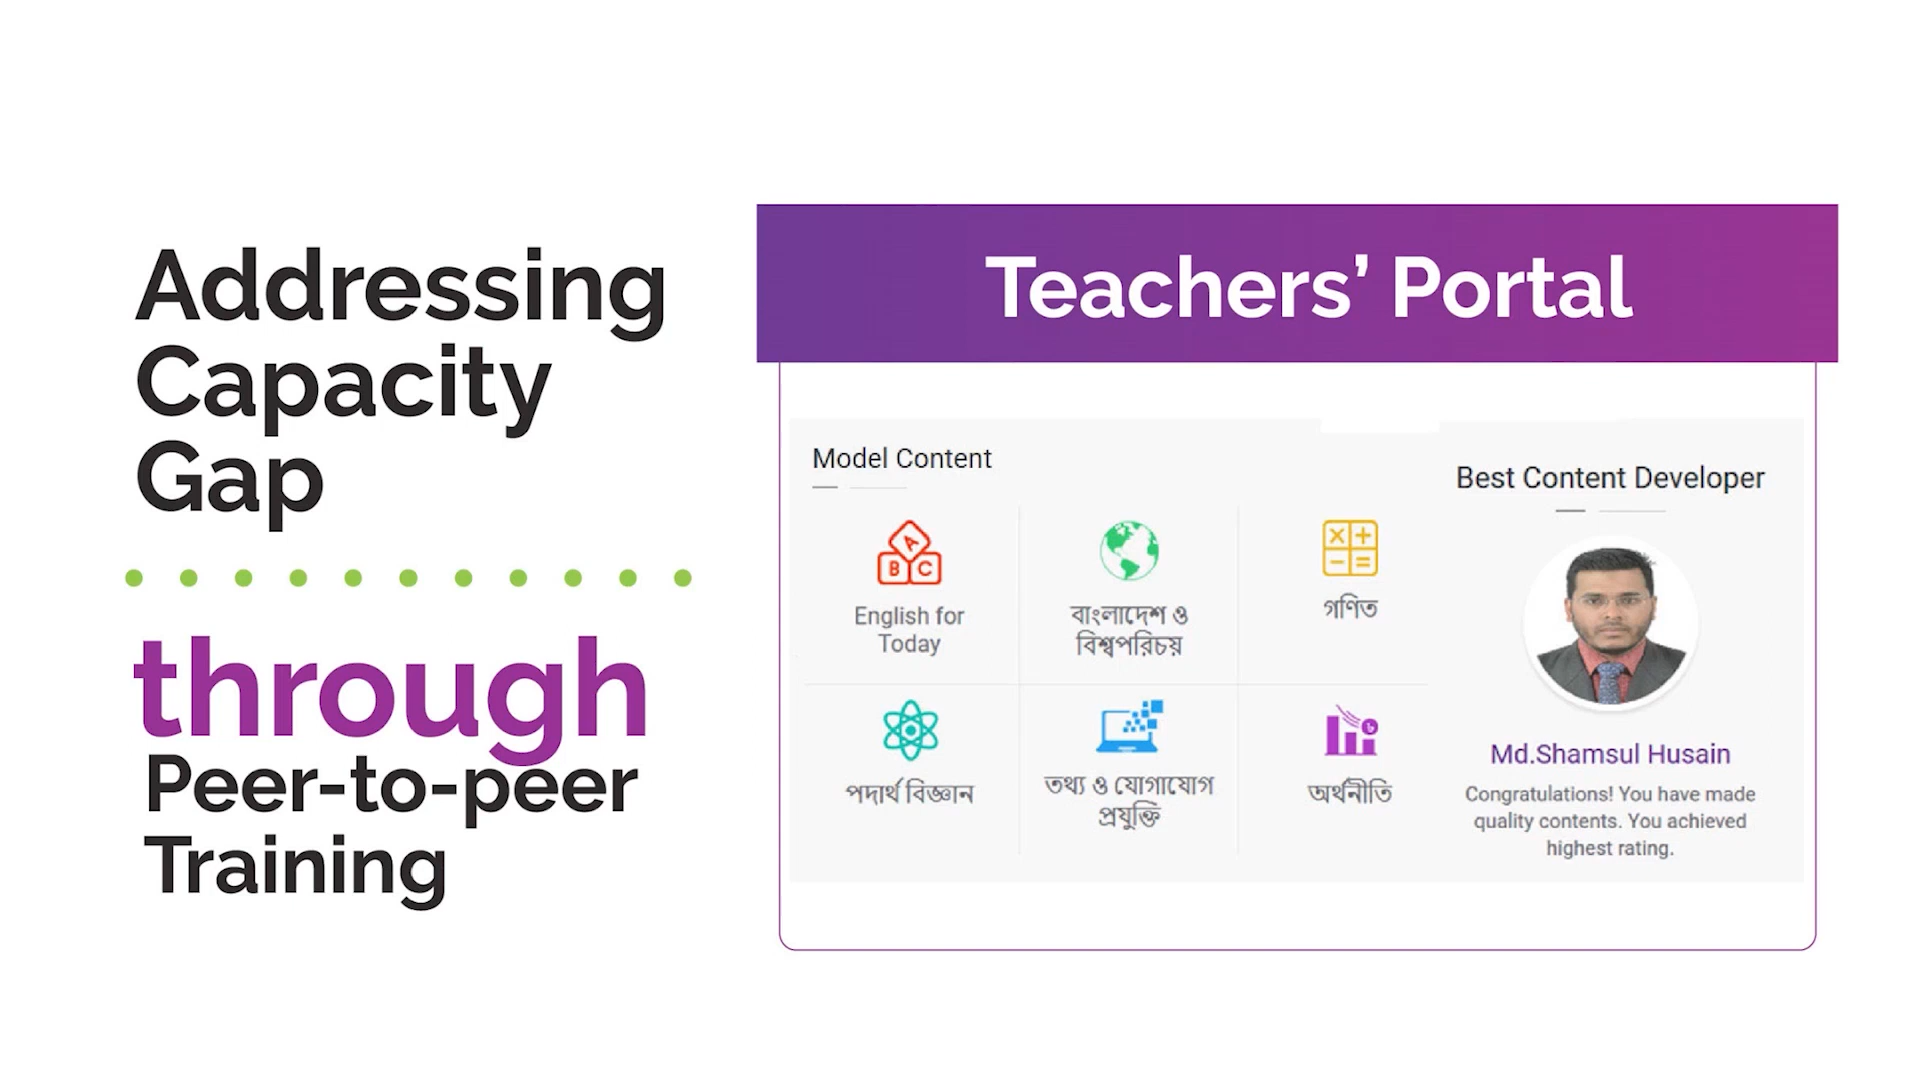 Addressing
Capacity
Gap
through
Peer-to-peer
Training
Teachers’ Portal
Model Content
A
B C
English for
Today
বাংলাদেশ ও
বিশ্বপরিচয়
গণিত
পদার্থ বিজ্ঞান
তথ্য ও যোগাযোগ
প্রযুক্তি
অর্থনীতি
Best Content Developer
Md.Shamsul Husain
Congratulations! You have made
quality contents. You achieved
highest rating.